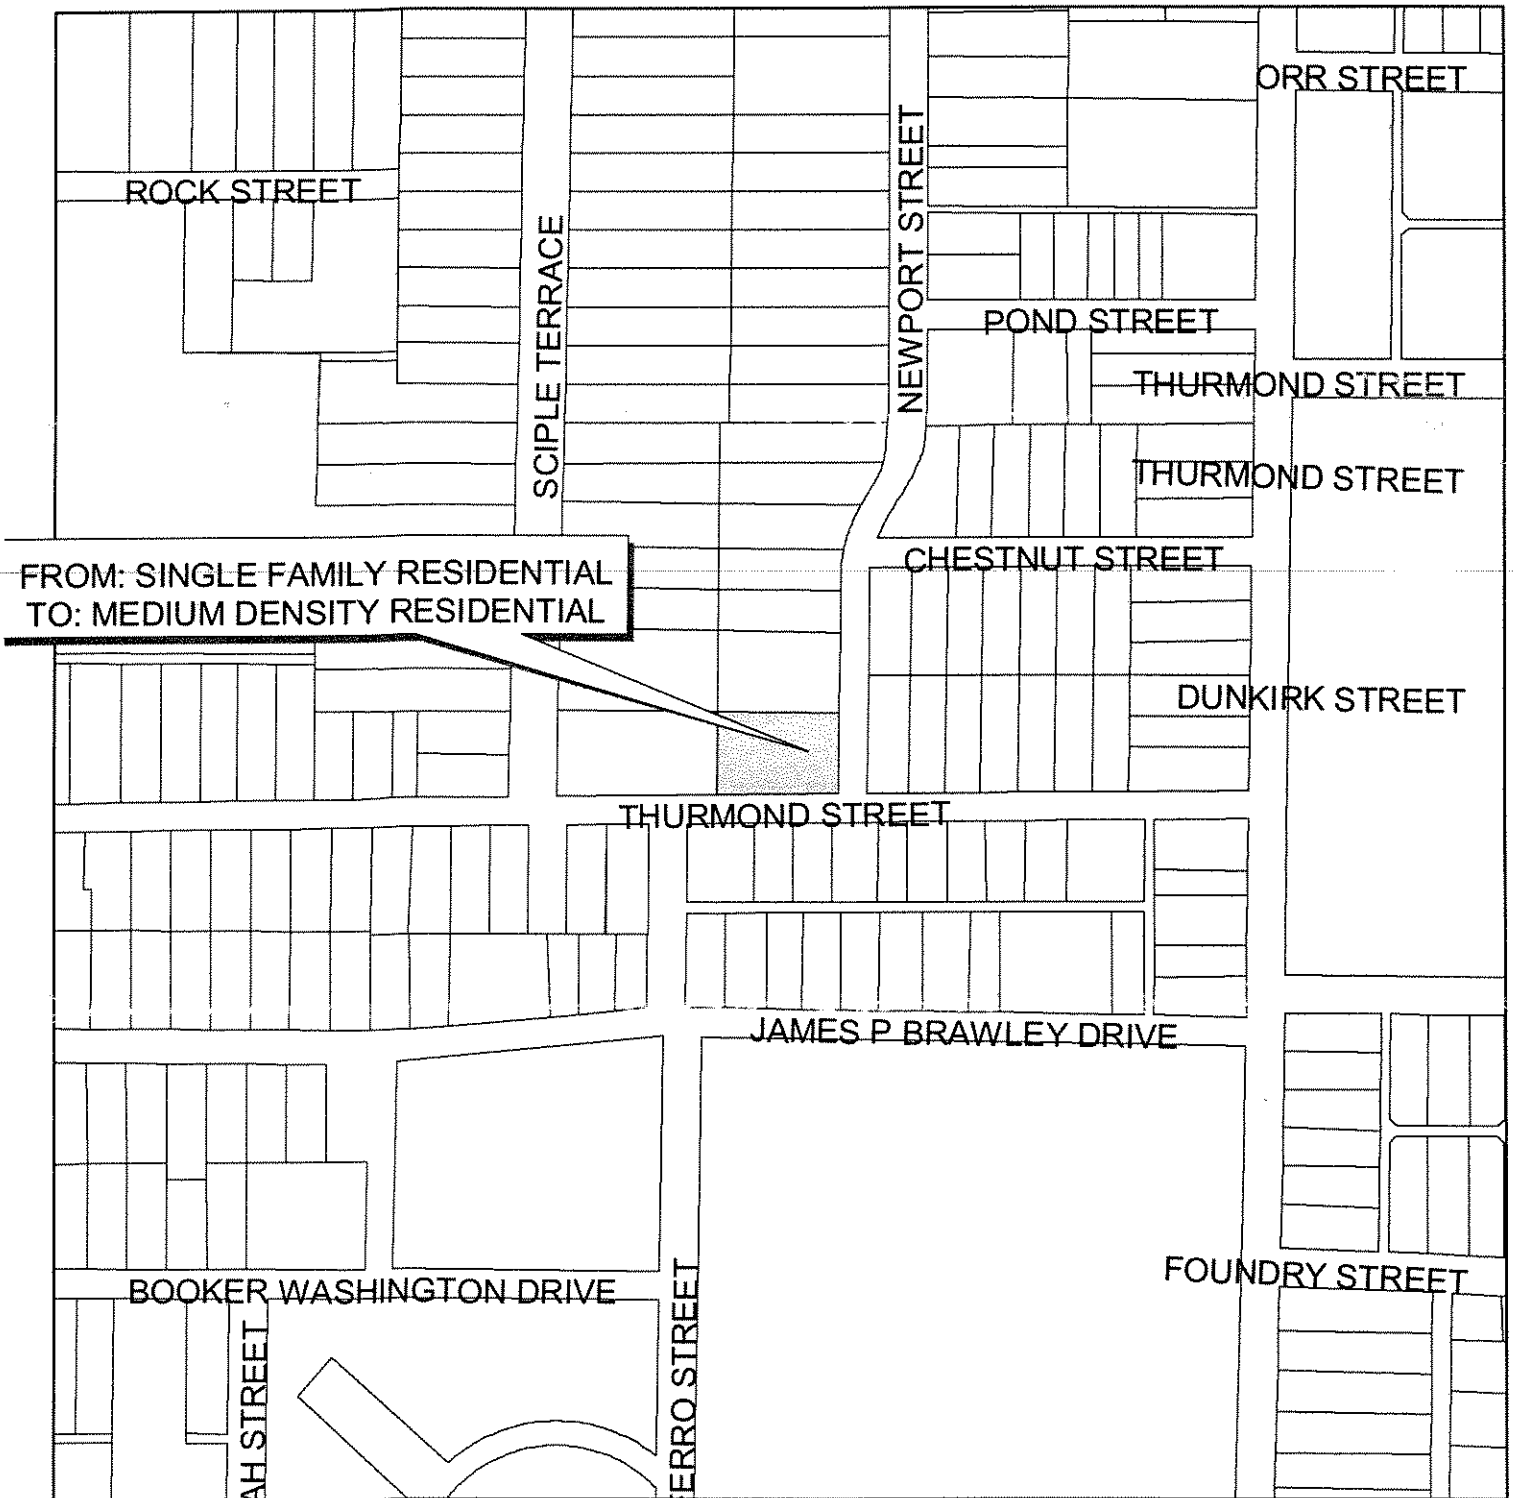 ORR STREET
ROCK STREET
NEWPORT STREET
SCIPLE TERRACE
POND STREET
THURMOND STREET
THURMOND STREET
CHESTNUT STREET
FROM: SINGLE FAMILY RESIDENTIAL
TO: MEDIUM DENSITY RESIDENTIAL
DUNKIRK STREET
THURMOND STREET
JAMES P BRAWLEY DRIVE
FOUNDRY STREET
BOOKER WASHINGTON DRIVE
AH STREET
FERRO STREET